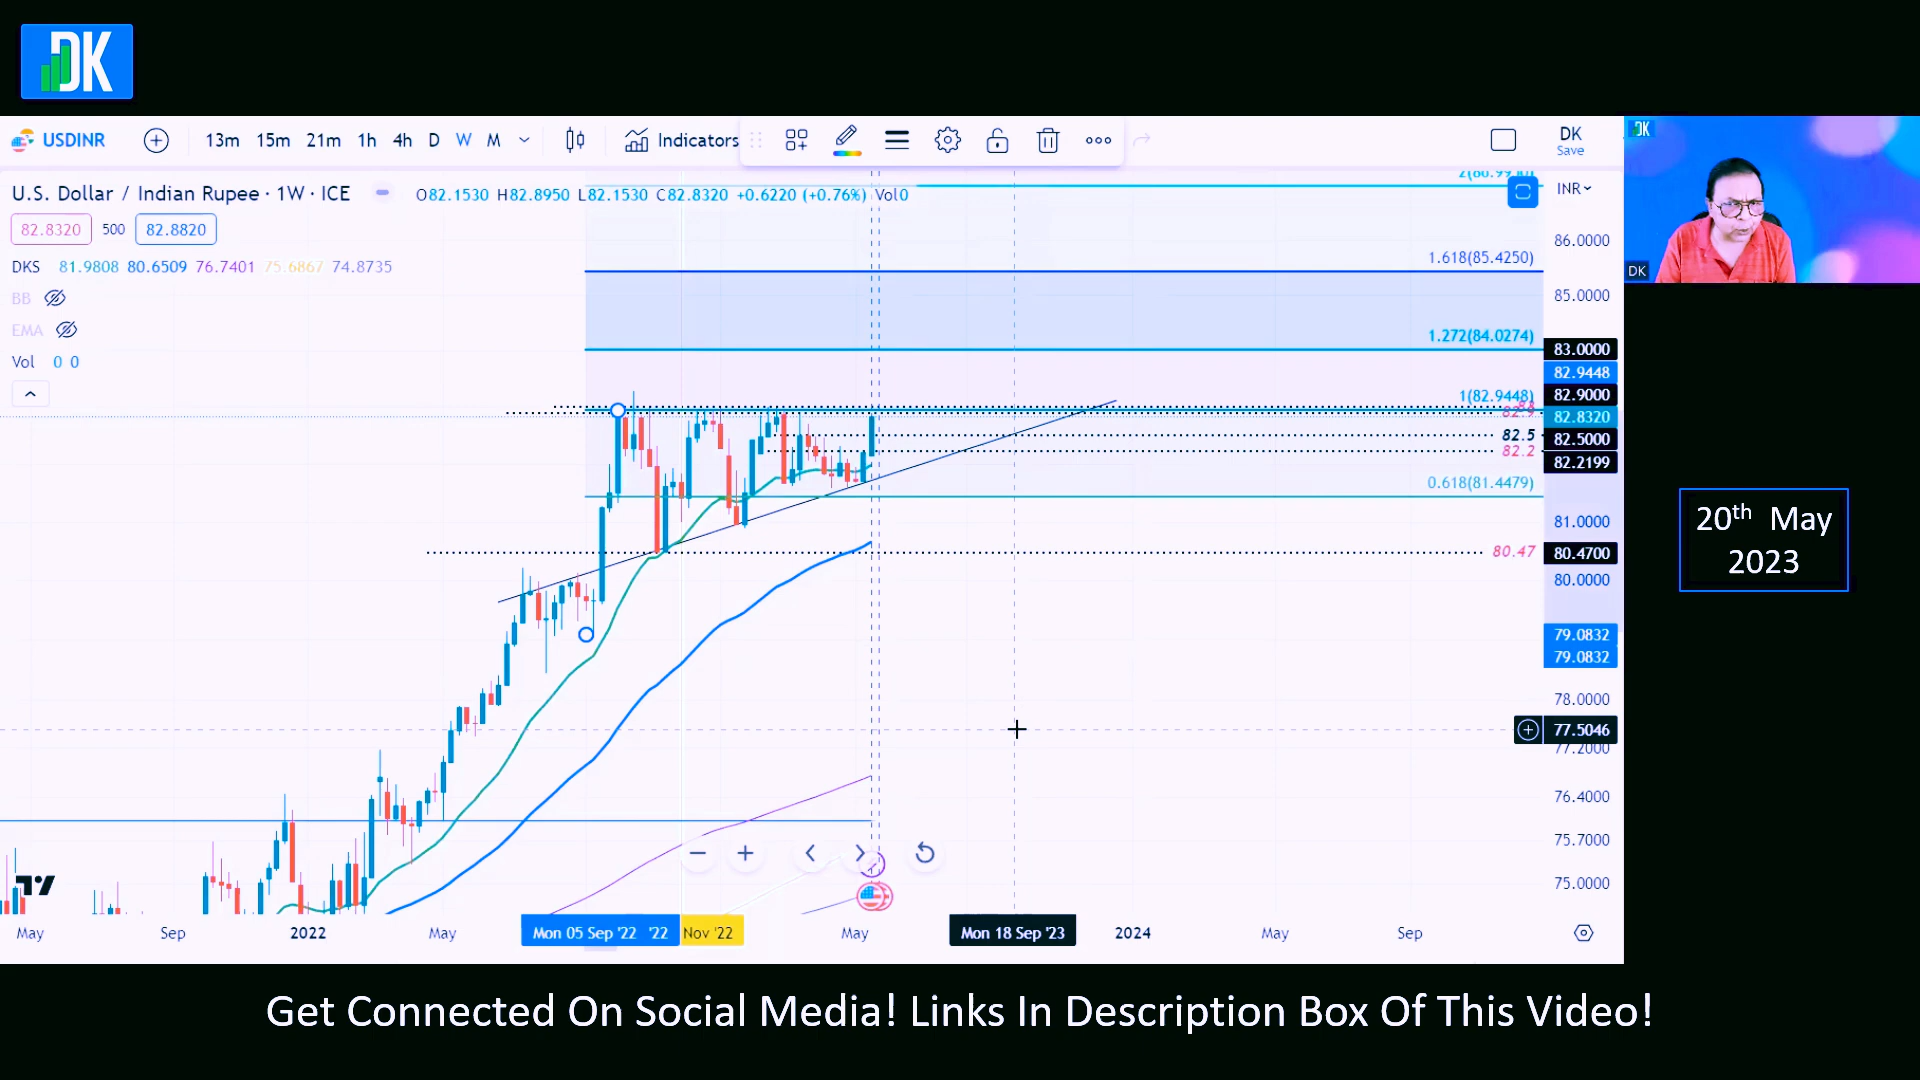 DK
USDINR
13m 15m 21m 1h 4h D W M
Indicators
DK
Save
DK
U.S. Dollar / Indian Rupee · 1W · ICE
O82.1530 H82.8950 L82.1530 C82.8320 +0.6220 (+0.76%) Vol0
INR
82.8320 500 82.8820
DKS 81.9808 80.6509 76.7401 75.6867 74.8735
BB
EMA
Vol 0 0
DK
86.0000
1.618(85.4250)
85.0000
1.272(84.0274)
83.0000
82.9448
1(82.9448)
82.9000
82.8320
82.5
82.5000
82.2
82.2199
0.618(81.4479)
81.0000
80.47
80.4700
80.0000
79.0832
79.0832
78.0000
77.5046
77.2000
76.4000
75.7000
75.0000
May Sep 2022 May Mon 05 Sep '22 '22 Nov '22 May Mon 18 Sep '23 2024 May Sep
20th May
2023
Get Connected On Social Media! Links In Description Box Of This Video!